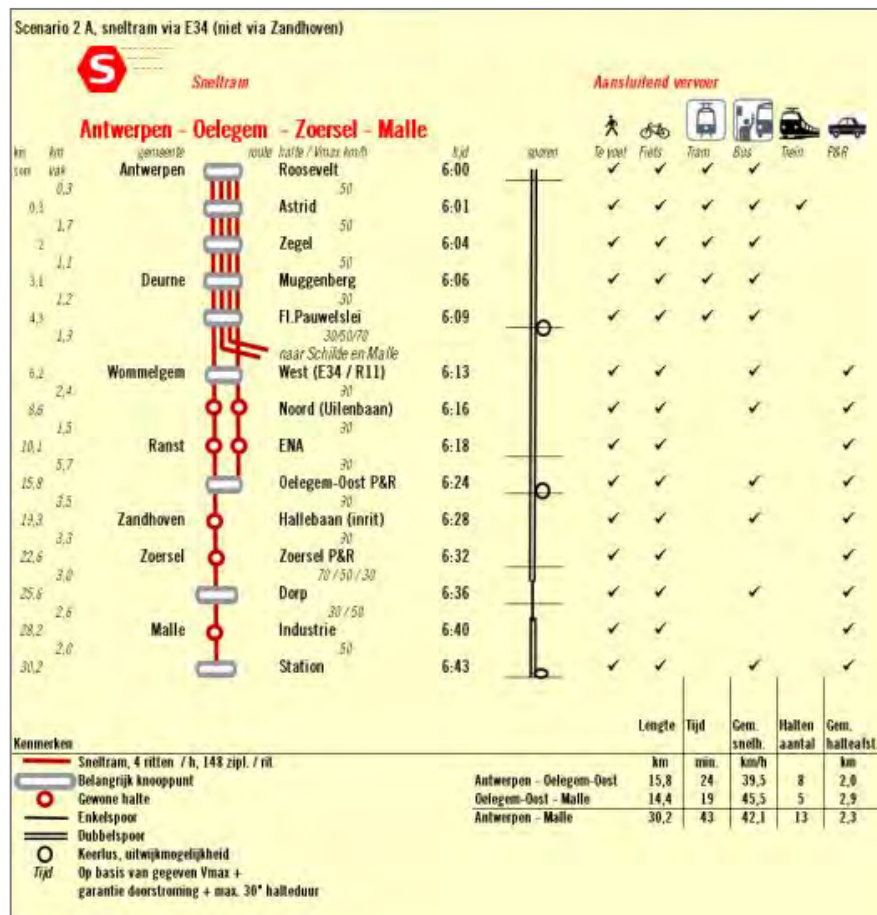 Scenario 2 A, sneltram via E34 (niet via Zandhoven)
S
Sneltram
Aansluitend vervoer
Antwerpen - Oelegem - Zoersel - Malle
km som km vak gemeente route halte / Vmax km/h tijd sporen Te voet Fiets Tram Bus Trein P&R
Antwerpen Roosevelt 6:00 ✓ ✓ ✓ ✓
0,3 50
Astrid 6:01 ✓ ✓ ✓ ✓ ✓
1,7 50
2 Zegel 6:04 ✓ ✓ ✓ ✓
1,1 50
3,1 Deurne Muggenberg 6:06 ✓ ✓ ✓ ✓
1,2
4,3 Fl.Pauwelslei 6:09 ✓ ✓ ✓ ✓
1,3 30/50/70
naar Schilde en Malle
6,2 Wommelgem West (E34 / R11) 6:13 ✓ ✓ ✓ ✓
2,4
8,6 Noord (Uilenbaan) 6:16 ✓ ✓ ✓ ✓
1,5
10,1 Ranst ENA 6:18 ✓ ✓ ✓
5,7
15,8 Oelegem-Oost P&R 6:24 ✓ ✓ ✓ ✓
3,5
19,3 Zandhoven Hallebaan (inrit) 6:28 ✓ ✓ ✓ ✓
3,3
22,6 Zoersel Zoersel P&R 6:32 ✓ ✓ ✓
3,0 70 / 50 / 30
25,6 Dorp 6:36 ✓ ✓ ✓ ✓
2,6 30 / 50
28,2 Malle Industrie 6:40 ✓ ✓ ✓
2,0 50
30,2 Station 6:43 ✓ ✓ ✓ ✓
Lengte Tijd Gem. snelh. Halten aantal Gem. halteafst.
km min. km/h km
Antwerpen - Oelegem-Oost 15,8 24 39,5 8 2,0
Oelegem-Oost - Malle 14,4 19 45,5 5 2,9
Antwerpen - Malle 30,2 43 42,1 13 2,3
Kenmerken
Sneltram, 4 ritten / h, 148 zipl. / rit
Belangrijk knooppunt
Gewone halte
Enkelspoor
Dubbelspoor
Keerlus, uitwijkmogelijkheid
Tijd Op basis van gegeven Vmax +
garantie doorstroming + max. 30" halteduur